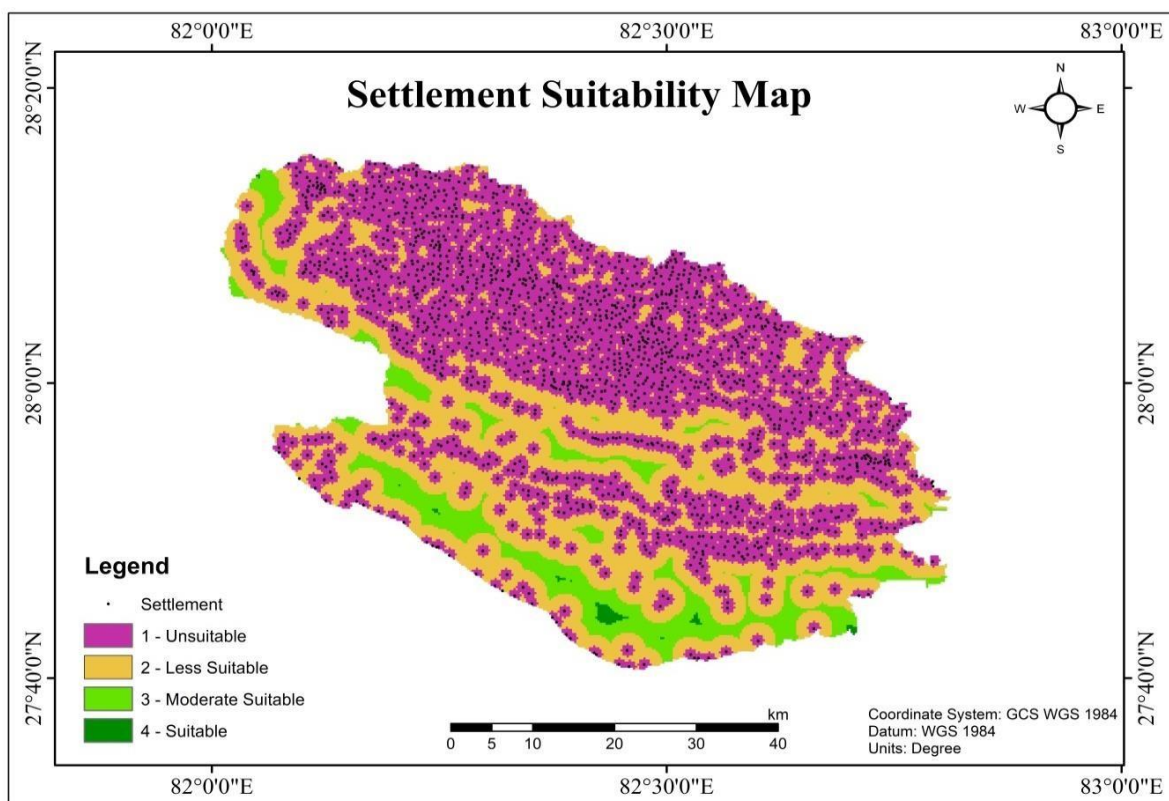 82°0'0"E 82°30'0"E 83°0'0"E
28°20'0"N
Settlement Suitability Map
N
W E
S
28°0'0"N 28°0'0"N
Legend
Settlement
1 - Unsuitable
2 - Less Suitable
3 - Moderate Suitable
4 - Suitable
27°40'0"N 27°40'0"N
km
0 5 10 20 30 40
Coordinate System: GCS WGS 1984
Datum: WGS 1984
Units: Degree
82°0'0"E 82°30'0"E 83°0'0"E